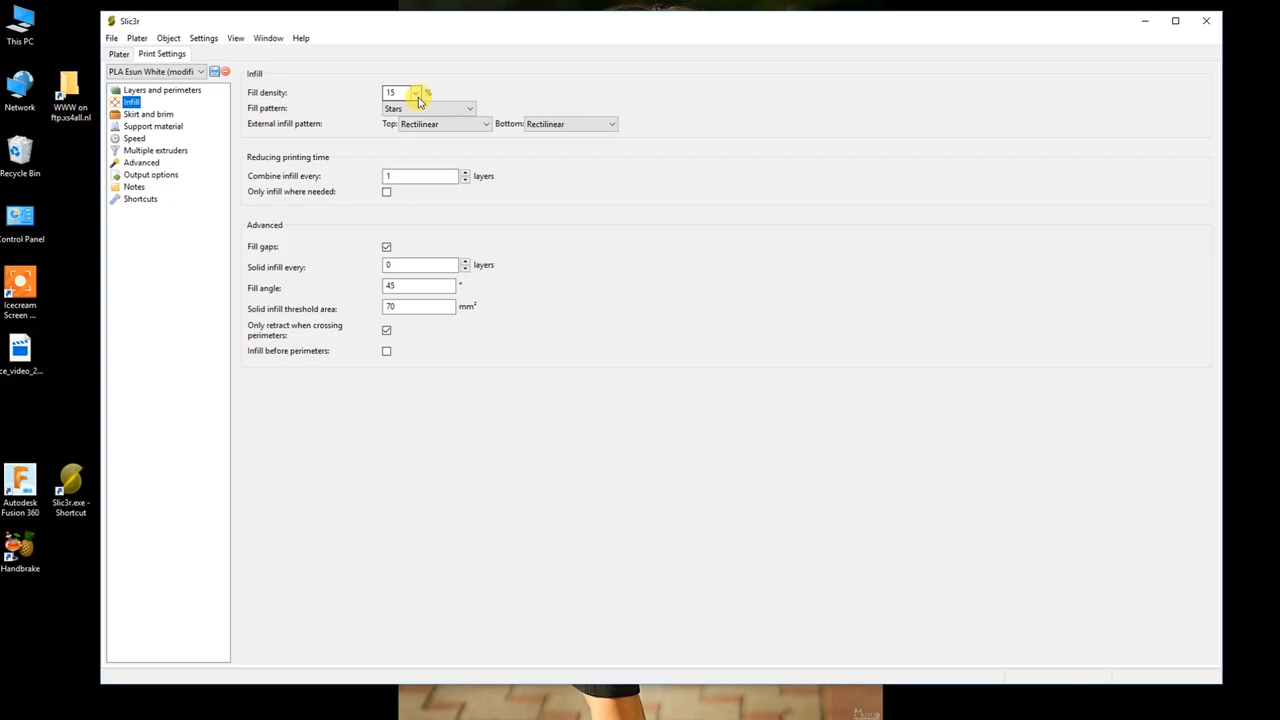 This PC
Network
WWW on
ftp.xs4all.nl
Recycle Bin
Control Panel
Icecream
Screen ...
ce_video_2...
Autodesk
Fusion 360
Slic3r.exe -
Shortcut
Handbrake
Slic3r
File Plater Object Settings View Window Help
Plater Print Settings
PLA Esun White (modifi
Layers and perimeters
Infill
Skirt and brim
Support material
Speed
Multiple extruders
Advanced
Output options
Notes
Shortcuts
Infill
Fill density: 15 %
Fill pattern: Stars
External infill pattern: Top: Rectilinear Bottom: Rectilinear
Reducing printing time
Combine infill every: 1 layers
Only infill where needed:
Advanced
Fill gaps:
Solid infill every: 0 layers
Fill angle: 45 °
Solid infill threshold area: 70 mm²
Only retract when crossing
perimeters:
Infill before perimeters: